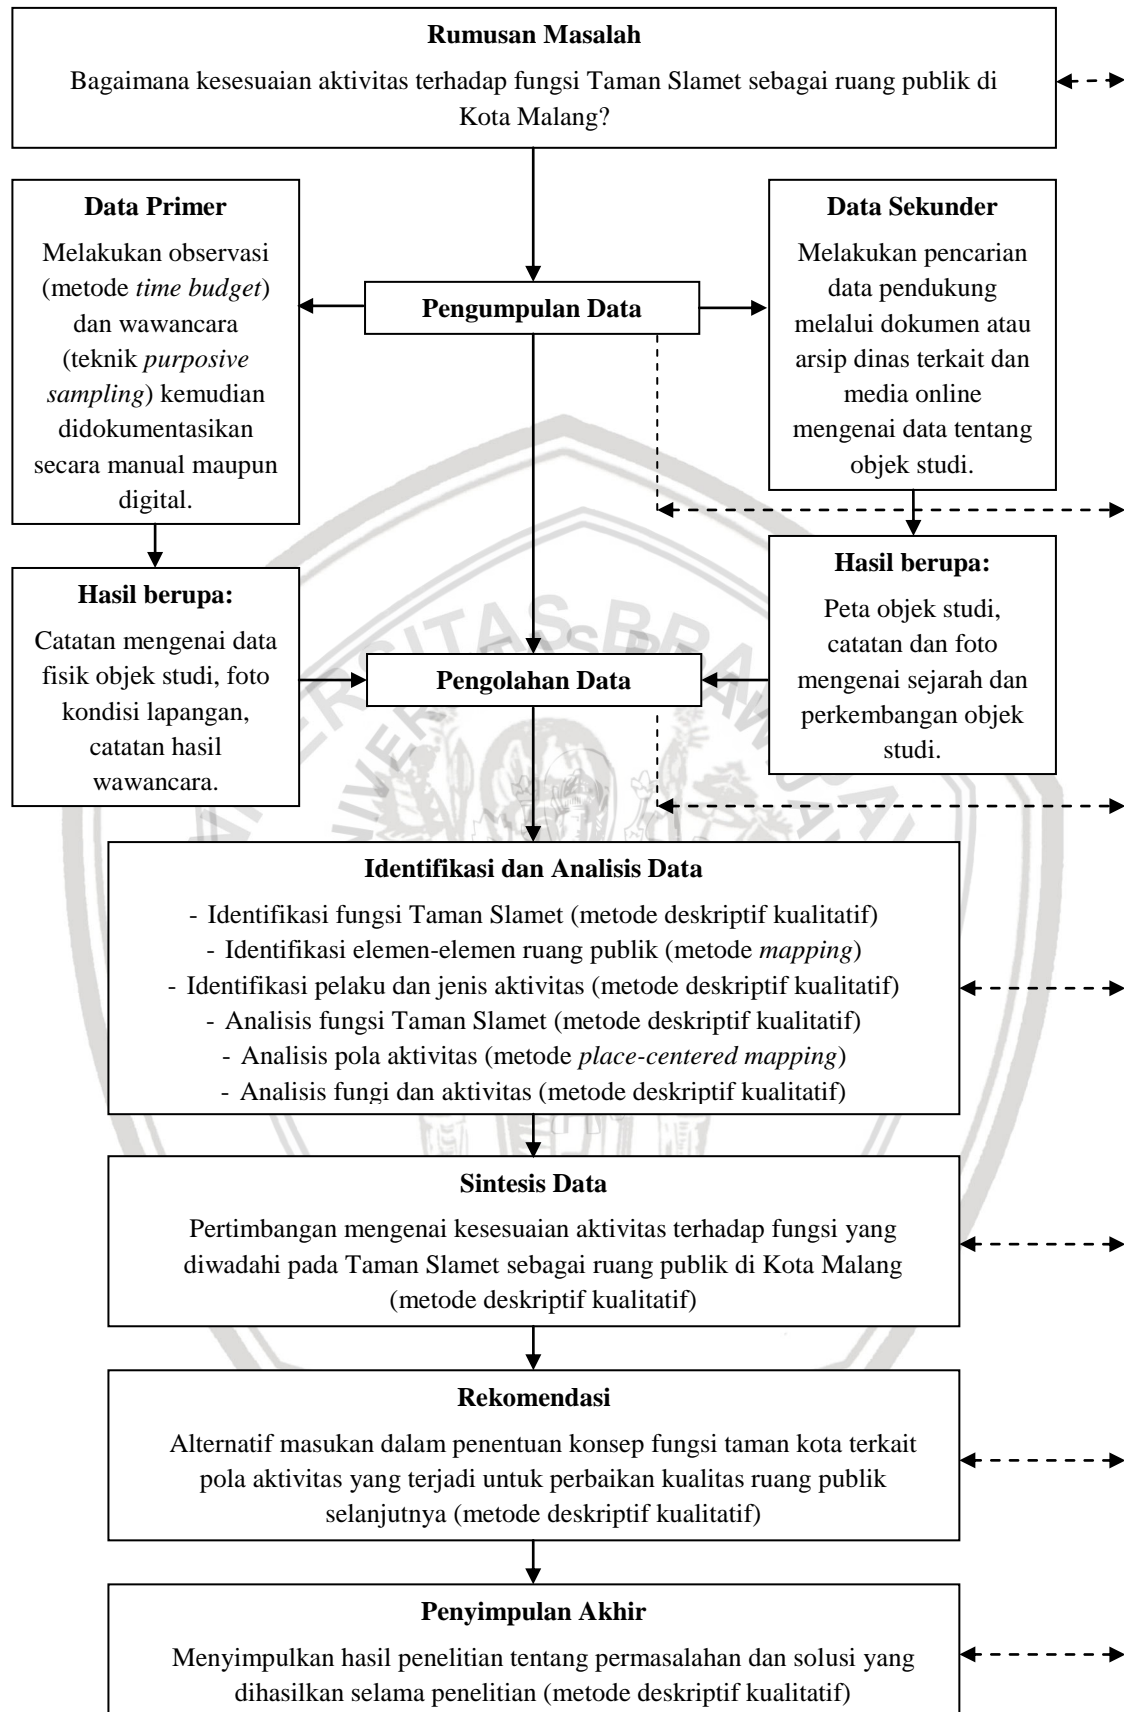 Rumusan Masalah
Bagaimana kesesuaian aktivitas terhadap fungsi Taman Slamet sebagai ruang publik di
Kota Malang?
Data Primer
Melakukan observasi
(metode time budget)
dan wawancara
(teknik purposive
sampling) kemudian
didokumentasikan
secara manual maupun
digital.
Pengumpulan Data
Data Sekunder
Melakukan pencarian
data pendukung
melalui dokumen atau
arsip dinas terkait dan
media online
mengenai data tentang
objek studi.
Hasil berupa:
Catatan mengenai data
fisik objek studi, foto
kondisi lapangan,
catatan hasil
wawancara.
Pengolahan Data
Hasil berupa:
Peta objek studi,
catatan dan foto
mengenai sejarah dan
perkembangan objek
studi.
Identifikasi dan Analisis Data
- Identifikasi fungsi Taman Slamet (metode deskriptif kualitatif)
- Identifikasi elemen-elemen ruang publik (metode mapping)
- Identifikasi pelaku dan jenis aktivitas (metode deskriptif kualitatif)
- Analisis fungsi Taman Slamet (metode deskriptif kualitatif)
- Analisis pola aktivitas (metode place-centered mapping)
- Analisis fungi dan aktivitas (metode deskriptif kualitatif)
Sintesis Data
Pertimbangan mengenai kesesuaian aktivitas terhadap fungsi yang
diwadahi pada Taman Slamet sebagai ruang publik di Kota Malang
(metode deskriptif kualitatif)
Rekomendasi
Alternatif masukan dalam penentuan konsep fungsi taman kota terkait
pola aktivitas yang terjadi untuk perbaikan kualitas ruang publik
selanjutnya (metode deskriptif kualitatif)
Penyimpulan Akhir
Menyimpulkan hasil penelitian tentang permasalahan dan solusi yang
dihasilkan selama penelitian (metode deskriptif kualitatif)